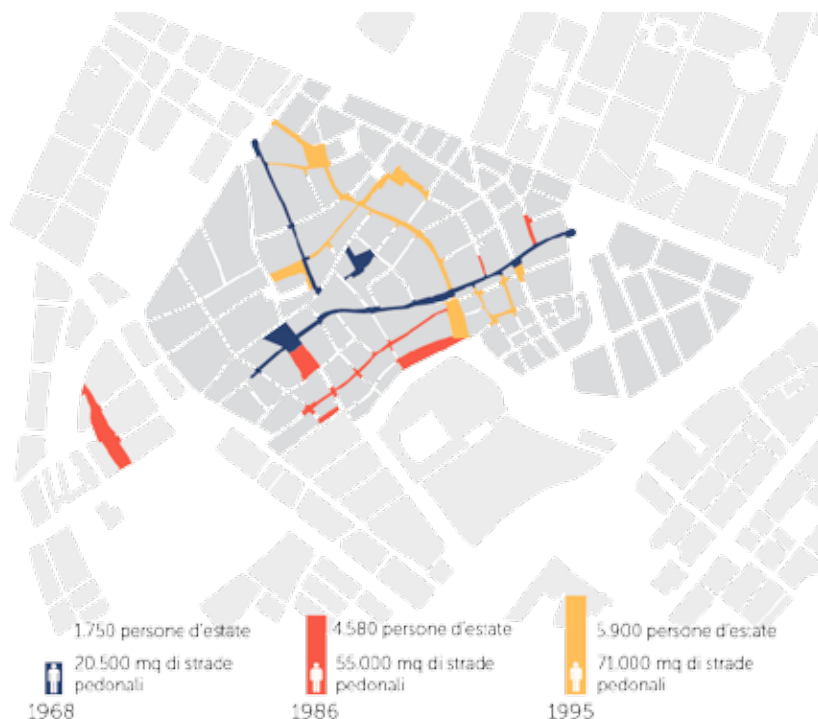 1.750 persone d'estate
20.500 mq di strade
pedonali
1968
4.580 persone d'estate
55.000 mq di strade
pedonali
1986
5.900 persone d'estate
71.000 mq di strade
pedonali
1995